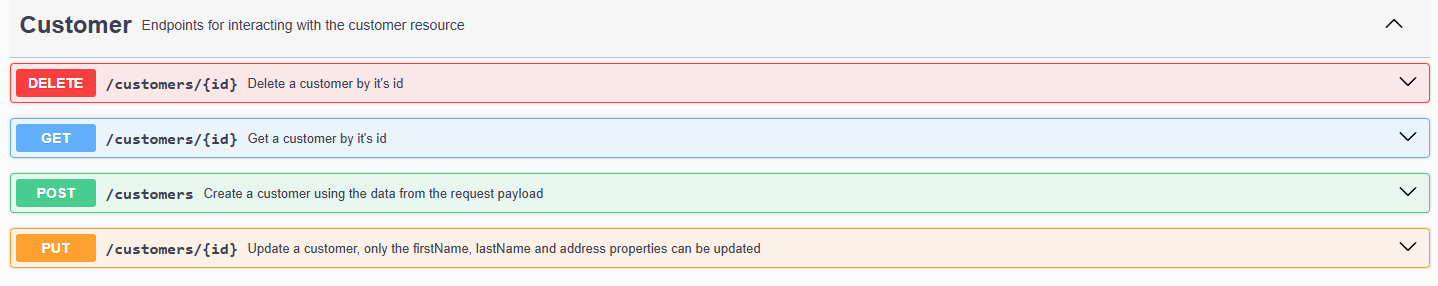 Customer Endpoints for interacting with the customer resource
DELETE /customers/{id} Delete a customer by it's id
GET /customers/{id} Get a customer by it's id
POST /customers Create a customer using the data from the request payload
PUT /customers/{id} Update a customer, only the firstName, lastName and address properties can be updated